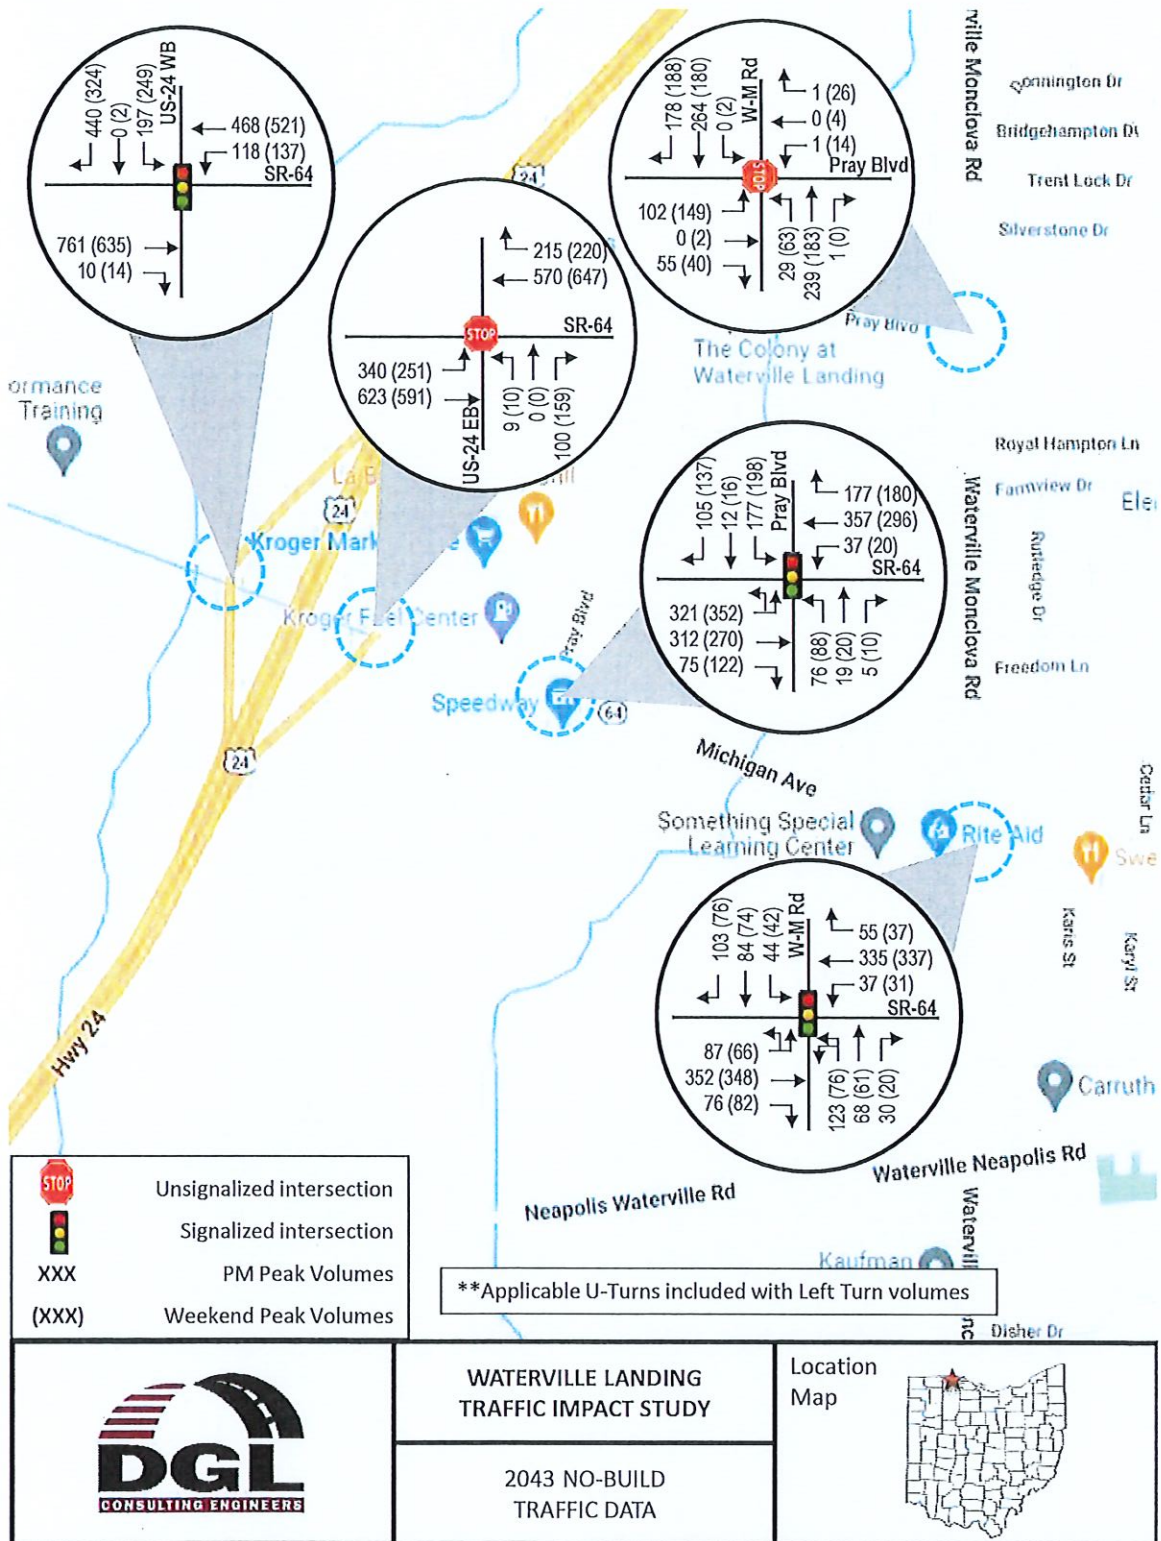 US-24 WB
440 (324)
0 (2)
197 (249)
468 (521)
118 (137)
SR-64
761 (635)
10 (14)
W-M Rd
178 (188)
264 (180)
0 (2)
1 (26)
0 (4)
1 (14)
Pray Blvd
STOP
102 (149)
0 (2)
55 (40)
29 (63)
239 (183)
1 (0)
24
215 (220)
570 (647)
SR-64
STOP
340 (251)
623 (591)
US-24 EB
9 (10)
0 (0)
100 (159)
ville Monclova Rd
onnington Dr
Bridgehampton D
Trent Lock Dr
Silverstone Dr
Pray Blvd
The Colony at
Waterville Landing
ormance
Training
Royal Hampton Ln
Farmview Dr
Rutledge Dr
Waterville Monclova Rd
Freedom Ln
24
Kroger Mark
Kroger Fuel Center
Pray Blvd
Speedway
64
105 (137)
12 (16)
177 (198)
Pray Blvd
177 (180)
357 (296)
37 (20)
SR-64
321 (352)
312 (270)
75 (122)
76 (88)
19 (20)
5 (10)
24
Michigan Ave
Something Special
Learning Center
Rite Aid
Cedar Ln
Swe
Karis St
Karyl St
103 (76)
84 (74)
44 (42)
W-M Rd
55 (37)
335 (337)
37 (31)
SR-64
87 (66)
352 (348)
76 (82)
123 (76)
68 (61)
30 (20)
Hwy 24
Carruth
Waterville Neapolis Rd
Neapolis Waterville Rd
Watervill
Kaufman
nc
Disher Dr
STOP Unsignalized intersection
Signalized intersection
XXX PM Peak Volumes
(XXX) Weekend Peak Volumes
**Applicable U-Turns included with Left Turn volumes
DGL
CONSULTING ENGINEERS
WATERVILLE LANDING
TRAFFIC IMPACT STUDY
2043 NO-BUILD
TRAFFIC DATA
Location
Map